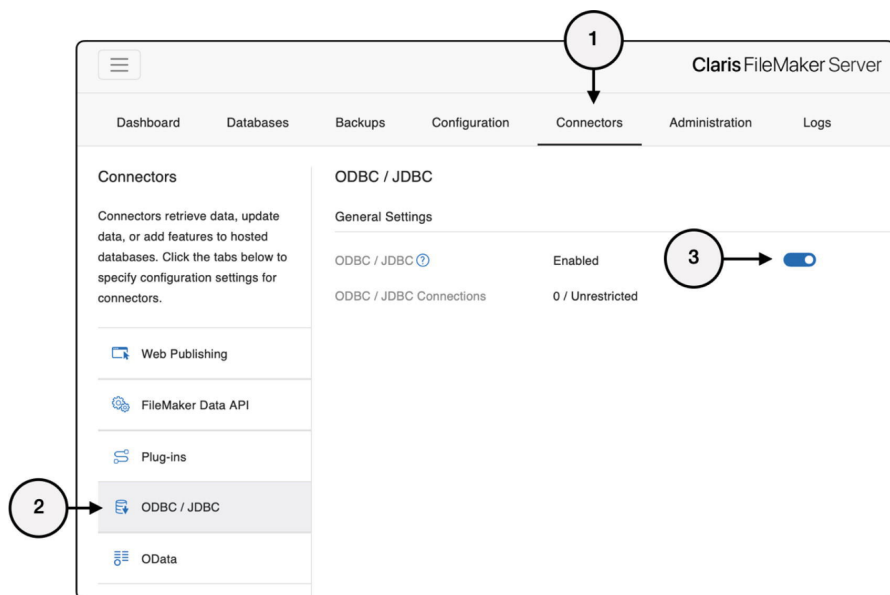 1
Claris FileMaker Server
Dashboard
Databases
Backups
Configuration
Connectors
Administration
Logs
Connectors
Connectors retrieve data, update
data, or add features to hosted
databases. Click the tabs below to
specify configuration settings for
connectors.
Web Publishing
FileMaker Data API
Plug-ins
2
ODBC / JDBC
OData
ODBC / JDBC
General Settings
ODBC / JDBC ?
Enabled
3
ODBC / JDBC Connections
0 / Unrestricted